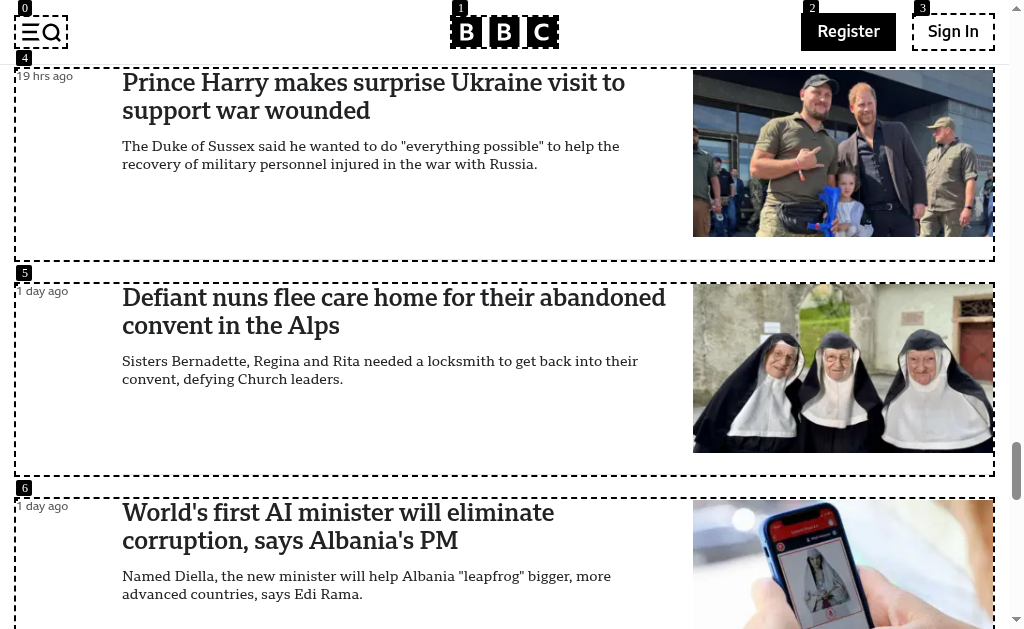 0
1
2
3
BBC
Register
Sign In
4
19 hrs ago
Prince Harry makes surprise Ukraine visit to
support war wounded
The Duke of Sussex said he wanted to do "everything possible" to help the
recovery of military personnel injured in the war with Russia.
5
1 day ago
Defiant nuns flee care home for their abandoned
convent in the Alps
Sisters Bernadette, Regina and Rita needed a locksmith to get back into their
convent, defying Church leaders.
6
1 day ago
World's first AI minister will eliminate
corruption, says Albania's PM
Named Diella, the new minister will help Albania "leapfrog" bigger, more
advanced countries, says Edi Rama.